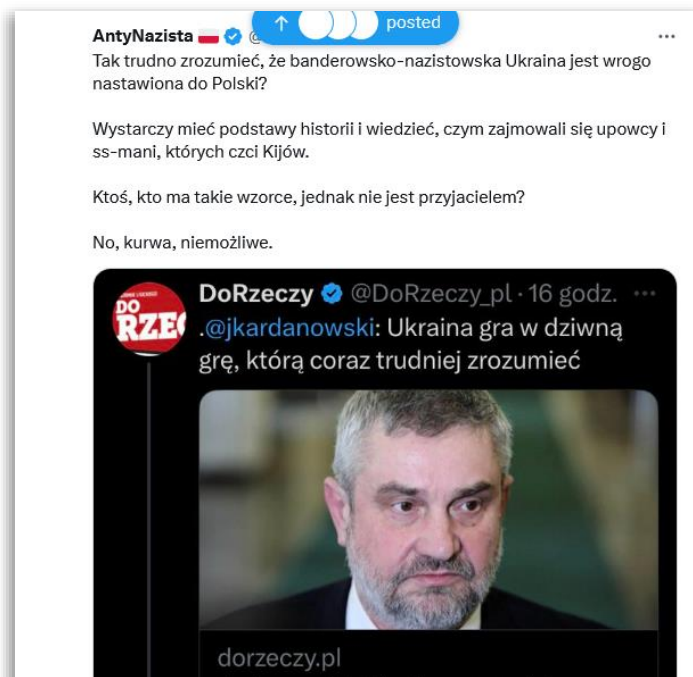 posted
AntyNazista
Tak trudno zrozumieć, że banderowsko-nazistowska Ukraina jest wrogo
nastawiona do Polski?
Wystarczy mieć podstawy historii i wiedzieć, czym zajmowali się upowcy i
ss-mani, których czci Kijów.
Ktoś, kto ma takie wzorce, jednak nie jest przyjacielem?
No, kurwa, niemożliwe.
DO
RZE
DoRzeczy @DoRzeczy_pl · 16 godz.
.@jkardanowski: Ukraina gra w dziwną
grę, którą coraz trudniej zrozumieć
dorzeczy.pl